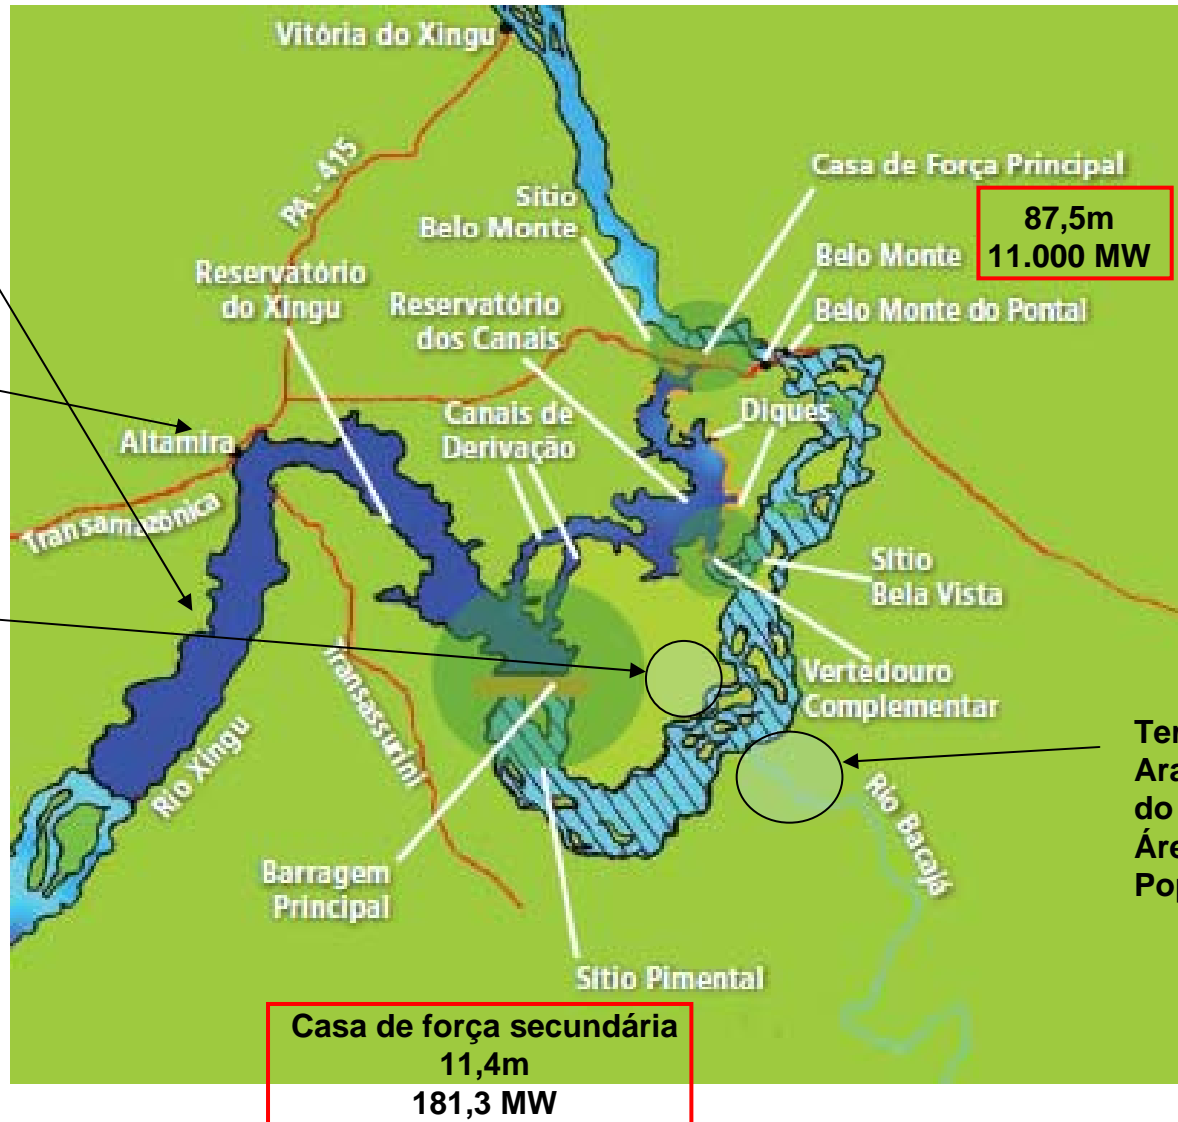 Vitória do Xingu
PA - 415
Casa de Força Principal
87,5m
11.000 MW
Sítio
Belo Monte
Belo Monte
Belo Monte do Pontal
Reservatório
do Xingu
Reservatório
dos Canais
Canais de
Derivação
Diques
Altamira
Transamazônica
Sítio
Bela Vista
Transassurini
Vertedouro
Complementar
Rio Xingu
Rio Bacajá
Barragem
Principal
Sítio Pimental
Casa de força secundária
11,4m
181,3 MW
do